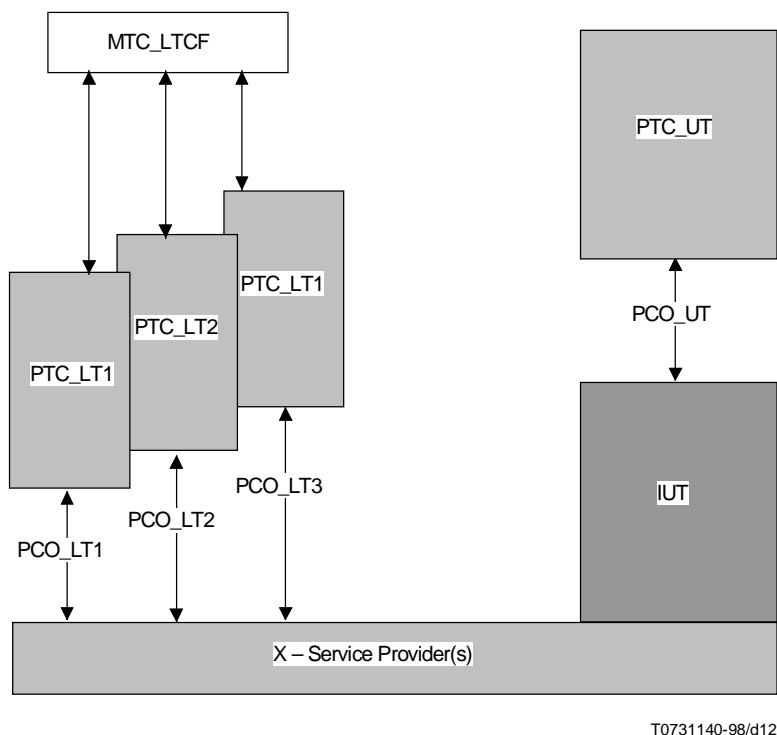 MTC_LTCF
PTC_UT
PTC_LT1
PTC_LT2
PTC_LT1
PCO_UT
PCO_LT3
IUT
PCO_LT2
PCO_LT1
X – Service Provider(s)
T0731140-98/d12